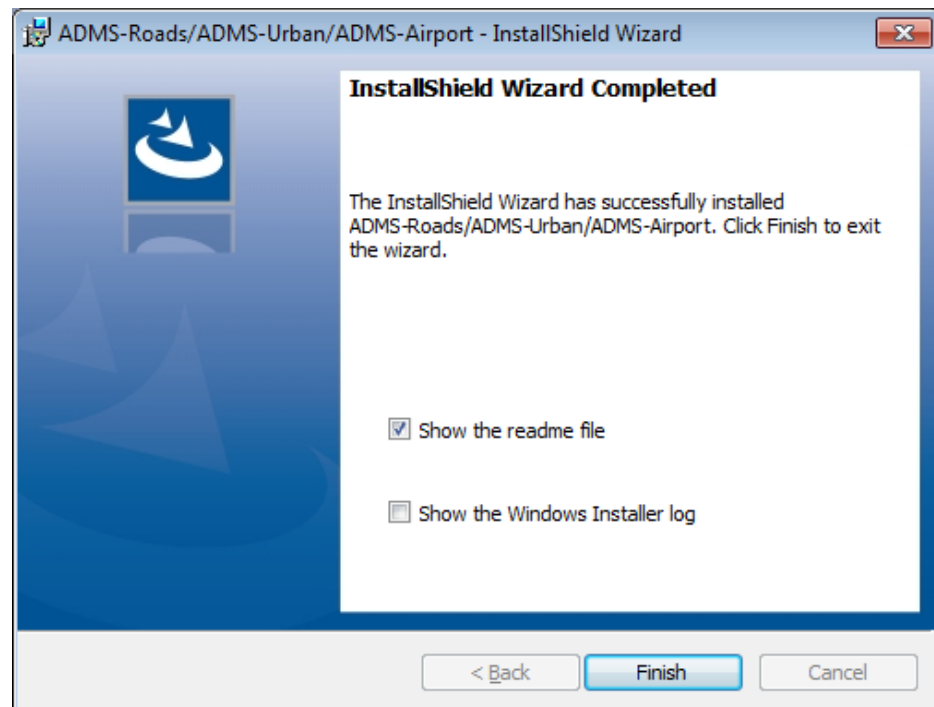 ADMS-Roads/ADMS-Urban/ADMS-Airport - InstallShield Wizard
InstallShield Wizard Completed
The InstallShield Wizard has successfully installed
ADMS-Roads/ADMS-Urban/ADMS-Airport. Click Finish to exit
the wizard.
Show the readme file
Show the Windows Installer log
< Back
Finish
Cancel